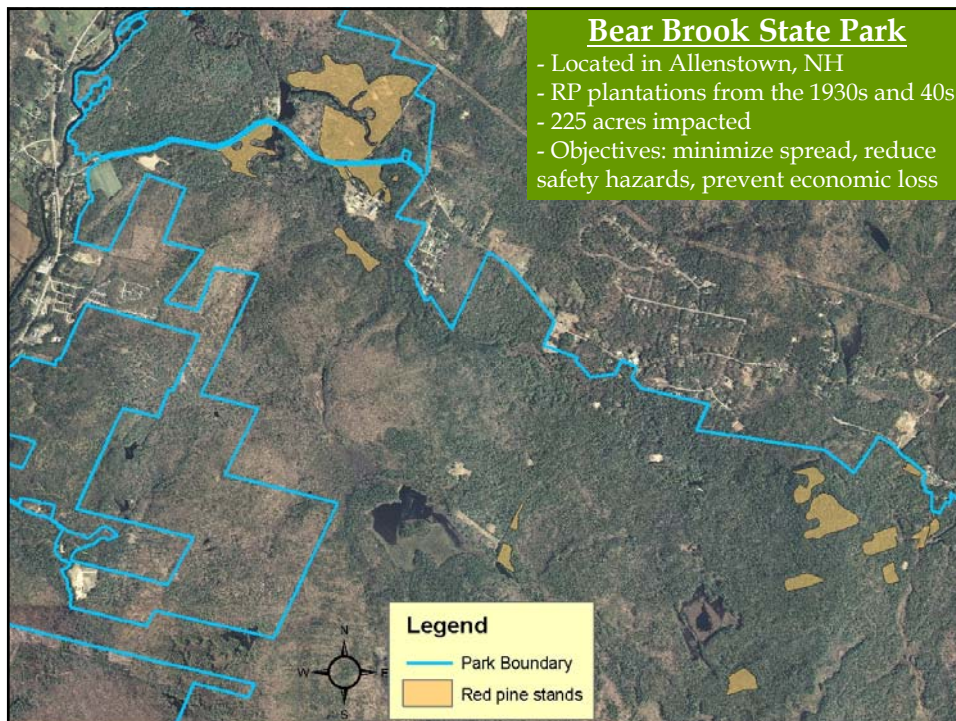 Bear Brook State Park
- Located in Allenstown, NH
- RP plantations from the 1930s and 40s
- 225 acres impacted
- Objectives: minimize spread, reduce
safety hazards, prevent economic loss
Legend
Park Boundary
Red pine stands
N
W
E
S